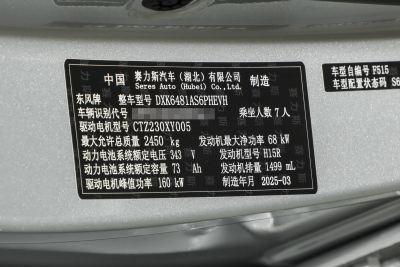 中国 赛力斯汽车（湖北）有限公司 制造
Seres Auto (Hubei) Co.,Ltd.
东风牌 整车型号 DXK6481AS6PHEVH
车辆识别代号 乘坐人数 7 人
驱动电机型号 CTZ230XY005
最大允许总质量 2450 kg 发动机最大净功率 68 kW
动力电池系统额定电压 343 V 发动机型号 H15R
动力电池系统额定容量 73 Ah 发动机排量 1499 mL
驱动电机峰值功率 160 kW 制造年月 2025-03
车型自编号 F515
车型配置状态码 S6